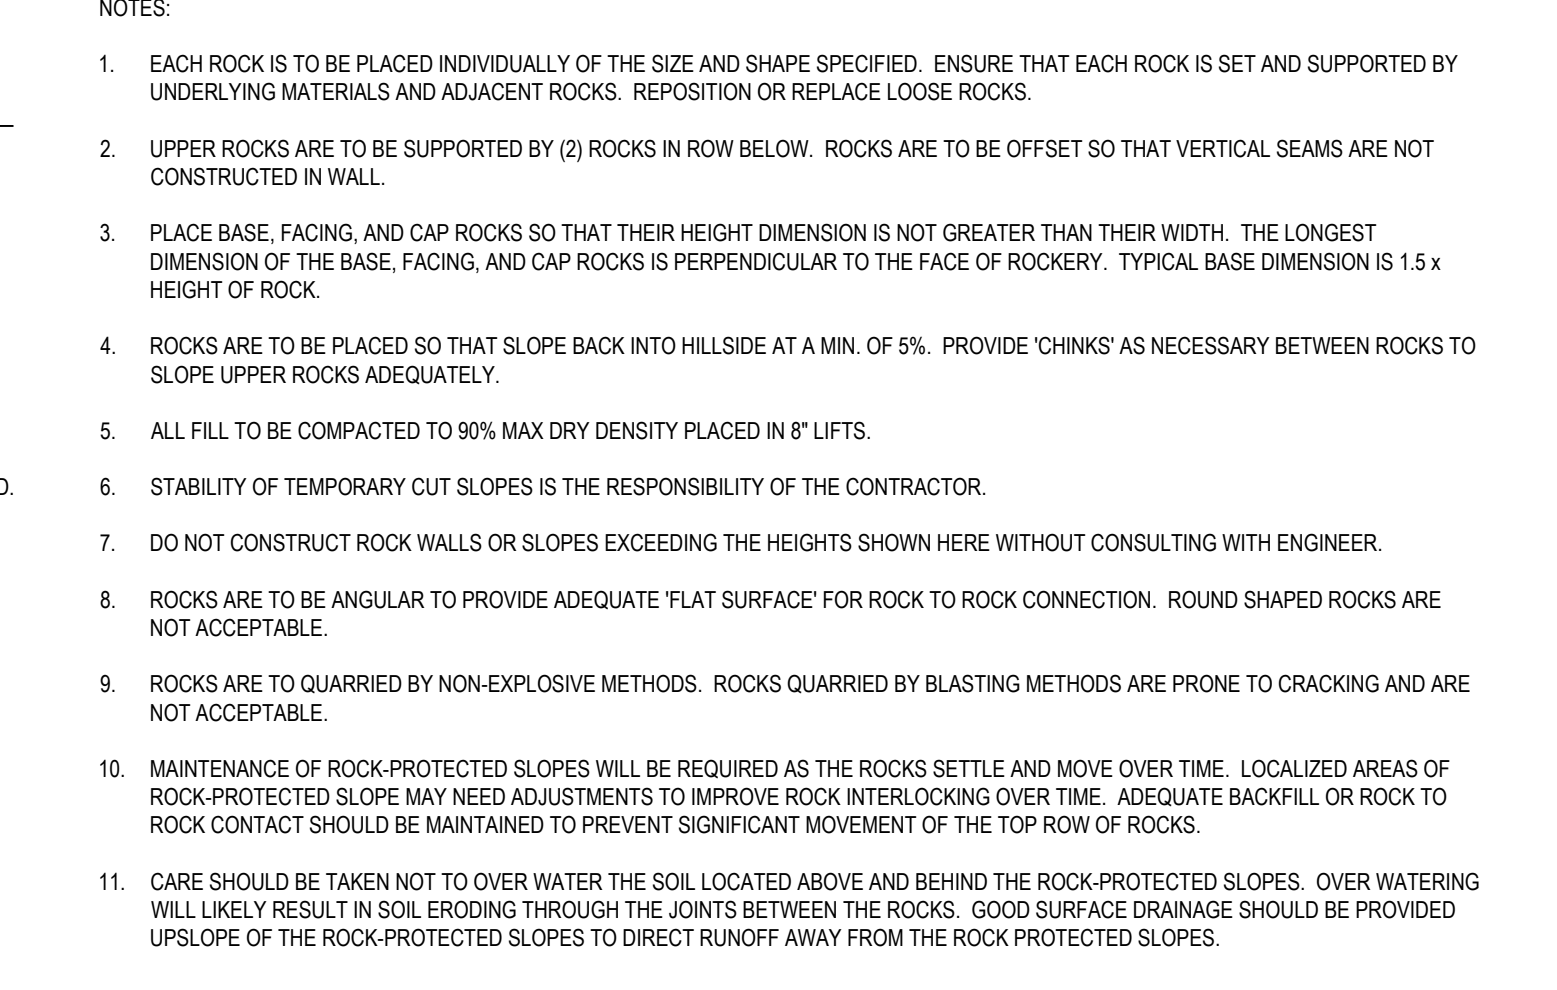 NOTES:
1. EACH ROCK IS TO BE PLACED INDIVIDUALLY OF THE SIZE AND SHAPE SPECIFIED. ENSURE THAT EACH ROCK IS SET AND SUPPORTED BY
UNDERLYING MATERIALS AND ADJACENT ROCKS. REPOSITION OR REPLACE LOOSE ROCKS.
2. UPPER ROCKS ARE TO BE SUPPORTED BY (2) ROCKS IN ROW BELOW. ROCKS ARE TO BE OFFSET SO THAT VERTICAL SEAMS ARE NOT
CONSTRUCTED IN WALL.
3. PLACE BASE, FACING, AND CAP ROCKS SO THAT THEIR HEIGHT DIMENSION IS NOT GREATER THAN THEIR WIDTH. THE LONGEST
DIMENSION OF THE BASE, FACING, AND CAP ROCKS IS PERPENDICULAR TO THE FACE OF ROCKERY. TYPICAL BASE DIMENSION IS 1.5 x
HEIGHT OF ROCK.
4. ROCKS ARE TO BE PLACED SO THAT SLOPE BACK INTO HILLSIDE AT A MIN. OF 5%. PROVIDE 'CHINKS' AS NECESSARY BETWEEN ROCKS TO
SLOPE UPPER ROCKS ADEQUATELY.
5. ALL FILL TO BE COMPACTED TO 90% MAX DRY DENSITY PLACED IN 8" LIFTS.
D.
6. STABILITY OF TEMPORARY CUT SLOPES IS THE RESPONSIBILITY OF THE CONTRACTOR.
7. DO NOT CONSTRUCT ROCK WALLS OR SLOPES EXCEEDING THE HEIGHTS SHOWN HERE WITHOUT CONSULTING WITH ENGINEER.
8. ROCKS ARE TO BE ANGULAR TO PROVIDE ADEQUATE 'FLAT SURFACE' FOR ROCK TO ROCK CONNECTION. ROUND SHAPED ROCKS ARE
NOT ACCEPTABLE.
9. ROCKS ARE TO QUARRIED BY NON-EXPLOSIVE METHODS. ROCKS QUARRIED BY BLASTING METHODS ARE PRONE TO CRACKING AND ARE
NOT ACCEPTABLE.
10. MAINTENANCE OF ROCK-PROTECTED SLOPES WILL BE REQUIRED AS THE ROCKS SETTLE AND MOVE OVER TIME. LOCALIZED AREAS OF
ROCK-PROTECTED SLOPE MAY NEED ADJUSTMENTS TO IMPROVE ROCK INTERLOCKING OVER TIME. ADEQUATE BACKFILL OR ROCK TO
ROCK CONTACT SHOULD BE MAINTAINED TO PREVENT SIGNIFICANT MOVEMENT OF THE TOP ROW OF ROCKS.
11. CARE SHOULD BE TAKEN NOT TO OVER WATER THE SOIL LOCATED ABOVE AND BEHIND THE ROCK-PROTECTED SLOPES. OVER WATERING
WILL LIKELY RESULT IN SOIL ERODING THROUGH THE JOINTS BETWEEN THE ROCKS. GOOD SURFACE DRAINAGE SHOULD BE PROVIDED
UPSLOPE OF THE ROCK-PROTECTED SLOPES TO DIRECT RUNOFF AWAY FROM THE ROCK PROTECTED SLOPES.